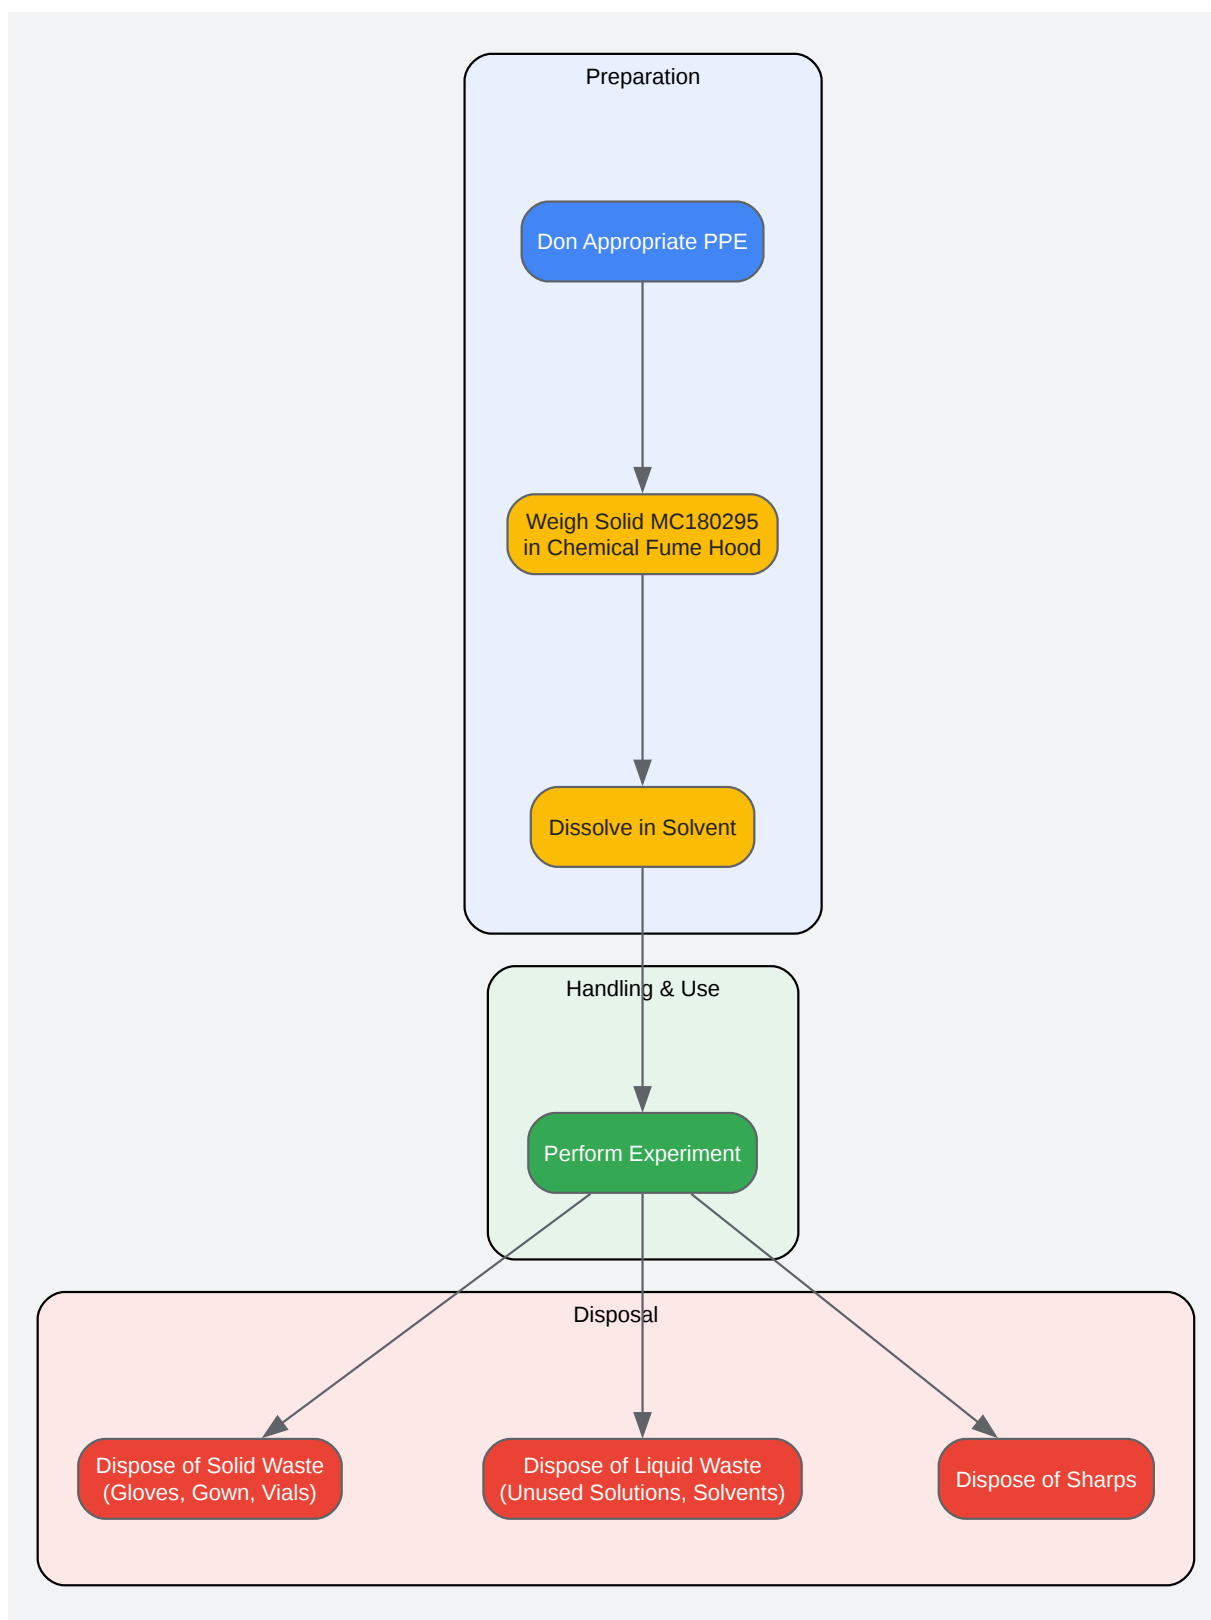 Preparation
Don Appropriate PPE
Weigh Solid MC180295
in Chemical Fume Hood
Dissolve in Solvent
Handling & Use
Perform Experiment
Disposal
Dispose of Solid Waste
(Gloves, Gown, Vials)
Dispose of Liquid Waste
(Unused Solutions, Solvents)
Dispose of Sharps